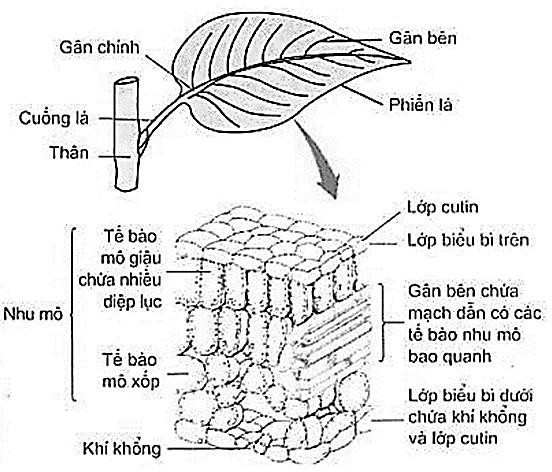 Gân chính
Gân bên
Cuống lá
Phiến lá
Thân
Lớp cutin
Lớp biểu bì trên
Tế bào
mô giậu
chứa nhiều
diệp lục
Nhu mô
Gân bên chứa
mạch dẫn có các
tế bào nhu mô
bao quanh
Tế bào
mô xốp
Lớp biểu bì dưới
chứa khí khổng
và lớp cutin
Khí khổng